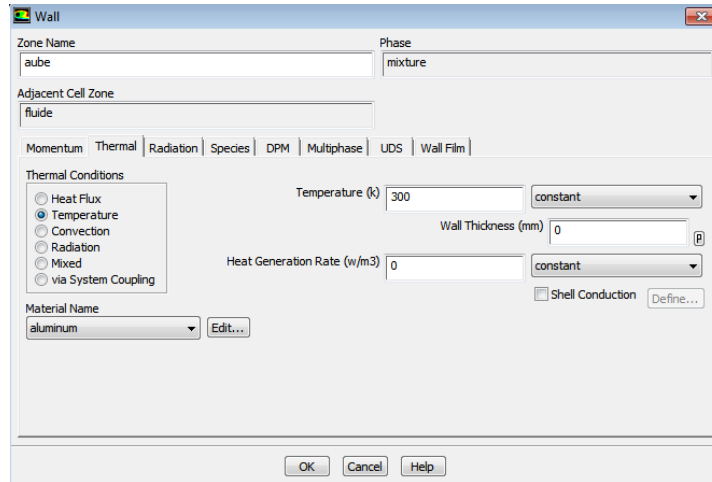 Wall
Zone Name
Phase
aube
mixture
Adjacent Cell Zone
fluide
Momentum Thermal Radiation Species DPM Multiphase UDS Wall Film
Thermal Conditions
Heat Flux
Temperature
Convection
Radiation
Mixed
via System Coupling
Temperature (k) 300 constant
Wall Thickness (mm) 0 P
Heat Generation Rate (w/m3) 0 constant
Shell Conduction Define...
Material Name
aluminum Edit...
OK Cancel Help